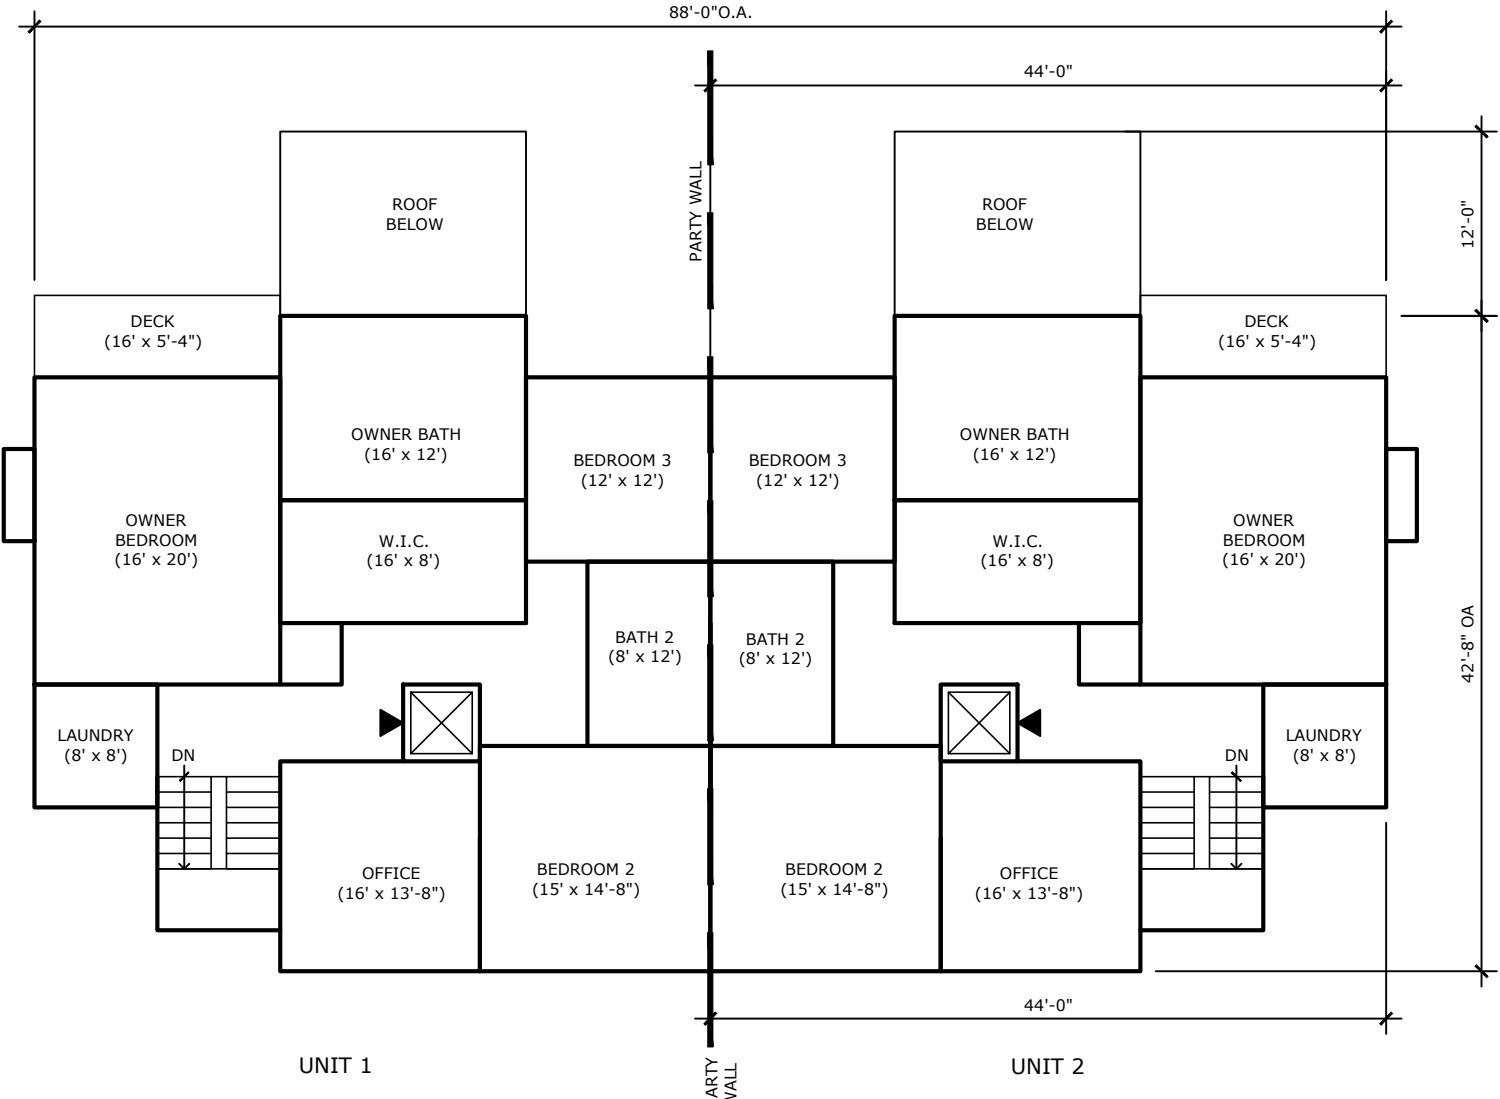 88'-0"O.A.
44'-0"
PARTY WALL
12'-0"
ROOF
BELOW
ROOF
BELOW
DECK
(16' x 5'-4")
DECK
(16' x 5'-4")
OWNER BATH
(16' x 12')
BEDROOM 3
(12' x 12')
BEDROOM 3
(12' x 12')
OWNER BATH
(16' x 12')
OWNER
BEDROOM
(16' x 20')
W.I.C.
(16' x 8')
W.I.C.
(16' x 8')
OWNER
BEDROOM
(16' x 20')
BATH 2
(8' x 12')
BATH 2
(8' x 12')
42'-8" OA
LAUNDRY
(8' x 8')
DN
DN
LAUNDRY
(8' x 8')
OFFICE
(16' x 13'-8")
BEDROOM 2
(15' x 14'-8")
BEDROOM 2
(15' x 14'-8")
OFFICE
(16' x 13'-8")
44'-0"
UNIT 1
ARTY
WALL
UNIT 2